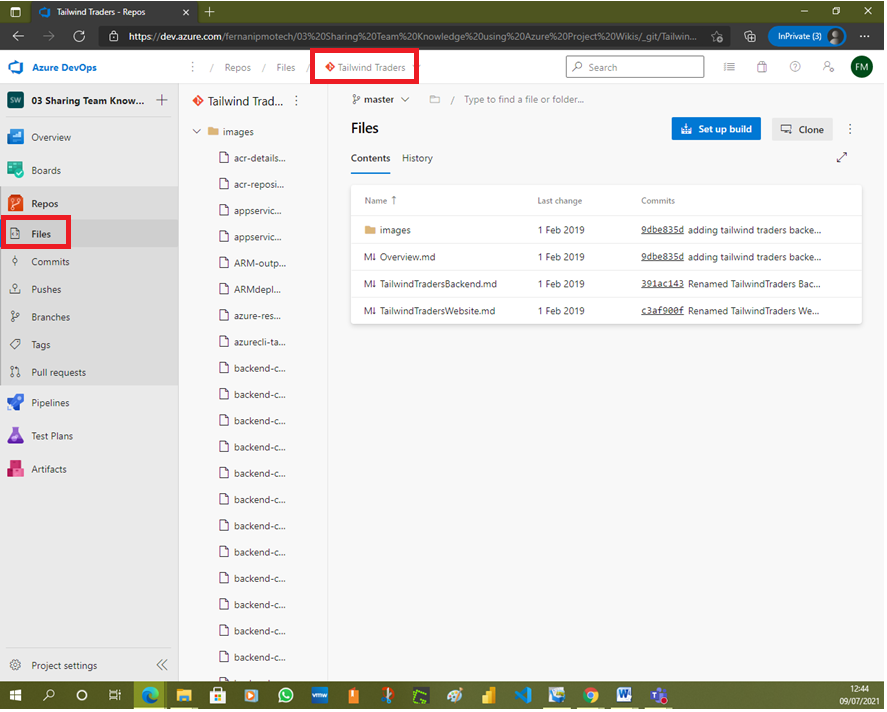 Tailwind Traders - Repos
https://dev.azure.com/fernanipmotech/03%20Sharing%20Team%20Knowledge%20using%20Azure%20Project%20Wikis/_git/Tailwin...
InPrivate (3)
Azure DevOps
/ Repos / Files / Tailwind Traders
Search
FM
SW
03 Sharing Team Know...
Overview
Boards
Repos
Files
Commits
Pushes
Branches
Tags
Pull requests
Pipelines
Test Plans
Artifacts
Project settings
Tailwind Trad...
images
acr-details...
acr-reposi...
appservic...
appservic...
ARM-outp...
ARMdepl...
azure-res...
azurecli-ta...
backend-c...
backend-c...
backend-c...
backend-c...
backend-c...
backend-c...
backend-c...
backend-c...
backend-c...
backend-c...
backend-c...
backend-c...
master / Type to find a file or folder...
Files
Set up build
Clone
Contents History
Name ↑ Last change Commits
images 1 Feb 2019 9dbe835d adding tailwind traders backe...
M↓ Overview.md 1 Feb 2019 9dbe835d adding tailwind traders backe...
M↓ TailwindTradersBackend.md 1 Feb 2019 391ac143 Renamed TailwindTraders Bac...
M↓ TailwindTradersWebsite.md 1 Feb 2019 c3af900f Renamed TailwindTraders We...
vmw
12:44
09/07/2021